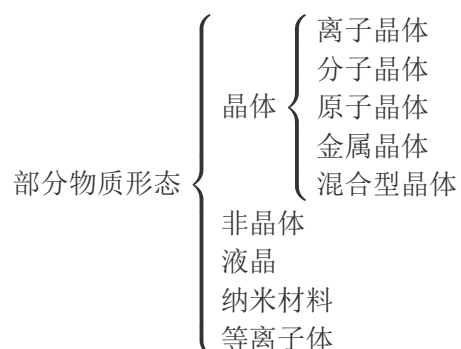 离子晶体
分子晶体
晶体
原子晶体
金属晶体
部分物质形态
混合型晶体
非晶体
液晶
纳米材料
等离子体